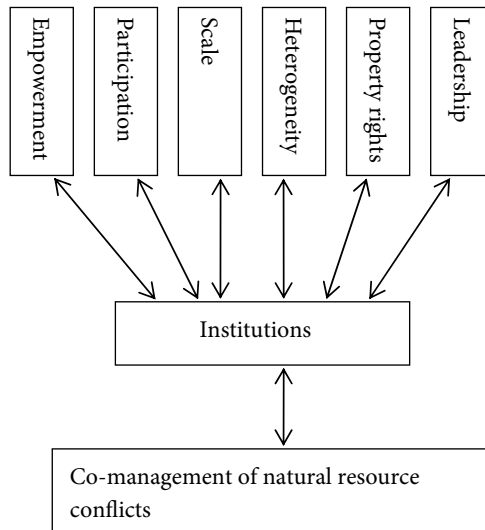 Empowerment
Participation
Scale
Heterogeneity
Property rights
Leadership
Institutions
Co-management of natural resource
conflicts